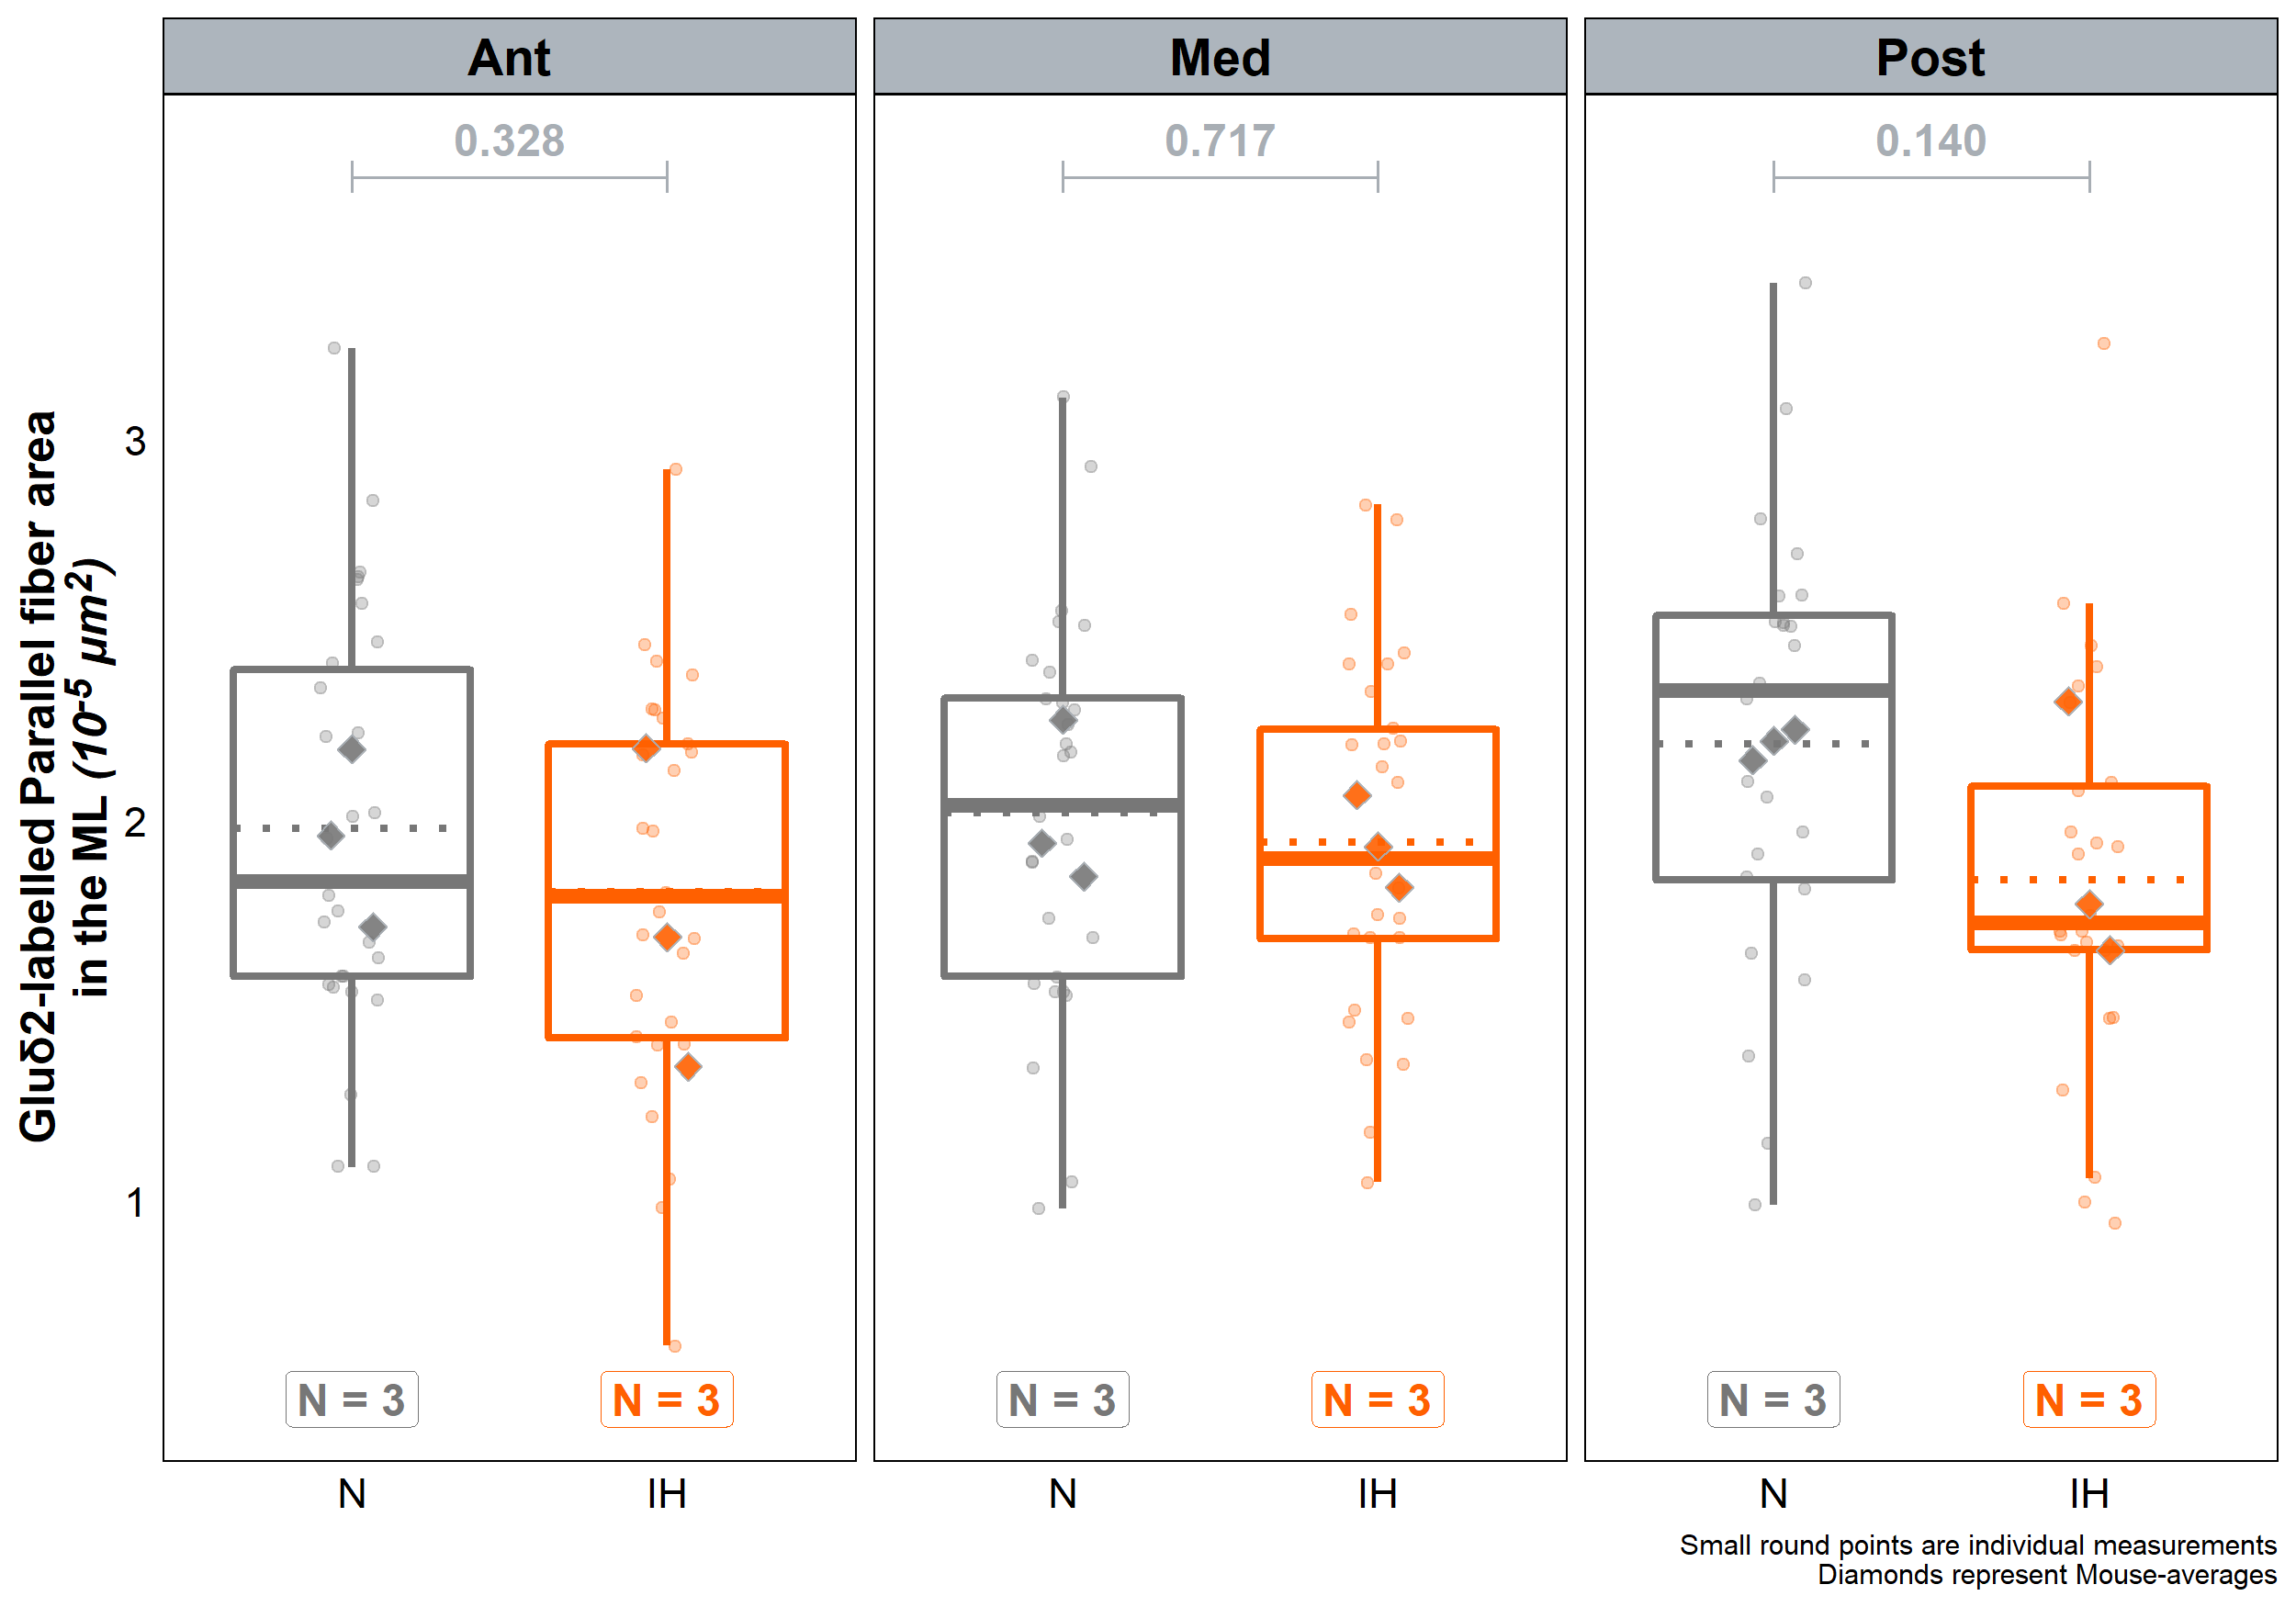 Ant
Med
Post
0.328
0.717
0.140
Gluδ2-labelled Parallel fiber area
in the ML (10-5 µm2)
3
2
1
N = 3
N = 3
N = 3
N = 3
N = 3
N = 3
N
IH
N
IH
N
IH
Small round points are individual measurements
Diamonds represent Mouse-averages